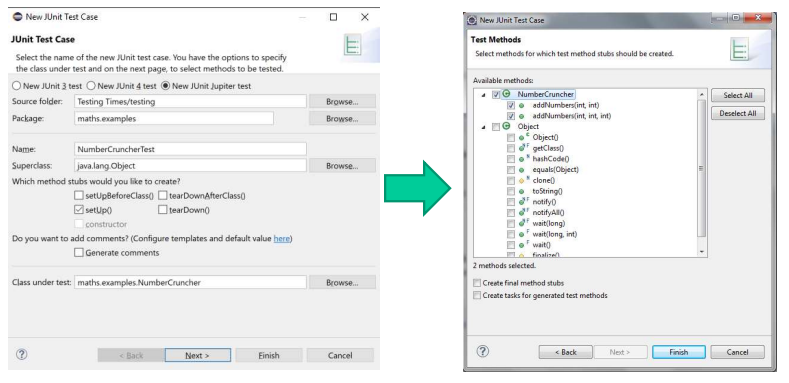 New JUnit Test Case
JUnit Test Case
Select the name of the new JUnit test case. You have the options to specify
the class under test and on the next page, to select methods to be tested.
New JUnit 3 test New JUnit 4 test New JUnit Jupiter test
Source folder: Testing Times/testing Browse...
Package: maths.examples Browse...
Name: NumberCruncherTest
Superclass: java.lang.Object Browse...
Which method stubs would you like to create?
setUpBeforeClass() tearDownAfterClass()
setUp() tearDown()
constructor
Do you want to add comments? (Configure templates and default value here)
Generate comments
Class under test: maths.examples.NumberCruncher Browse...
? < Back Next > Finish Cancel
New JUnit Test Case
Test Methods
Select methods for which test method stubs should be created.
Available methods:
NumberCruncher
addNumbers(int, int)
addNumbers(int, int, int)
Object
Object()
getClass()
hashCode()
equals(Object)
clone()
toString()
notify()
notifyAll()
wait(long)
wait(long, int)
wait()
finalize()
Select All
Deselect All
2 methods selected.
Create final method stubs
Create tasks for generated test methods
? < Back Next > Finish Cancel